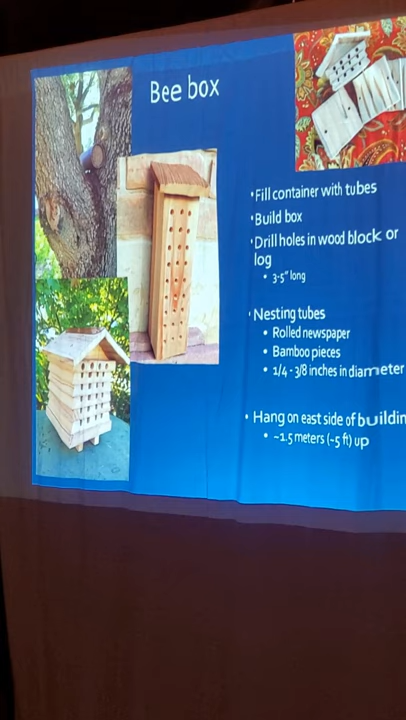 Bee box
•Fill container with tubes
•Build box
•Drill holes in wood block or
log
• 3-5" long
• Nesting tubes
• Rolled newspaper
• Bamboo pieces
• 1/4 - 3/8 inches in diameter
• Hang on east side of buildin
• ~1.5 meters (~5 ft) up